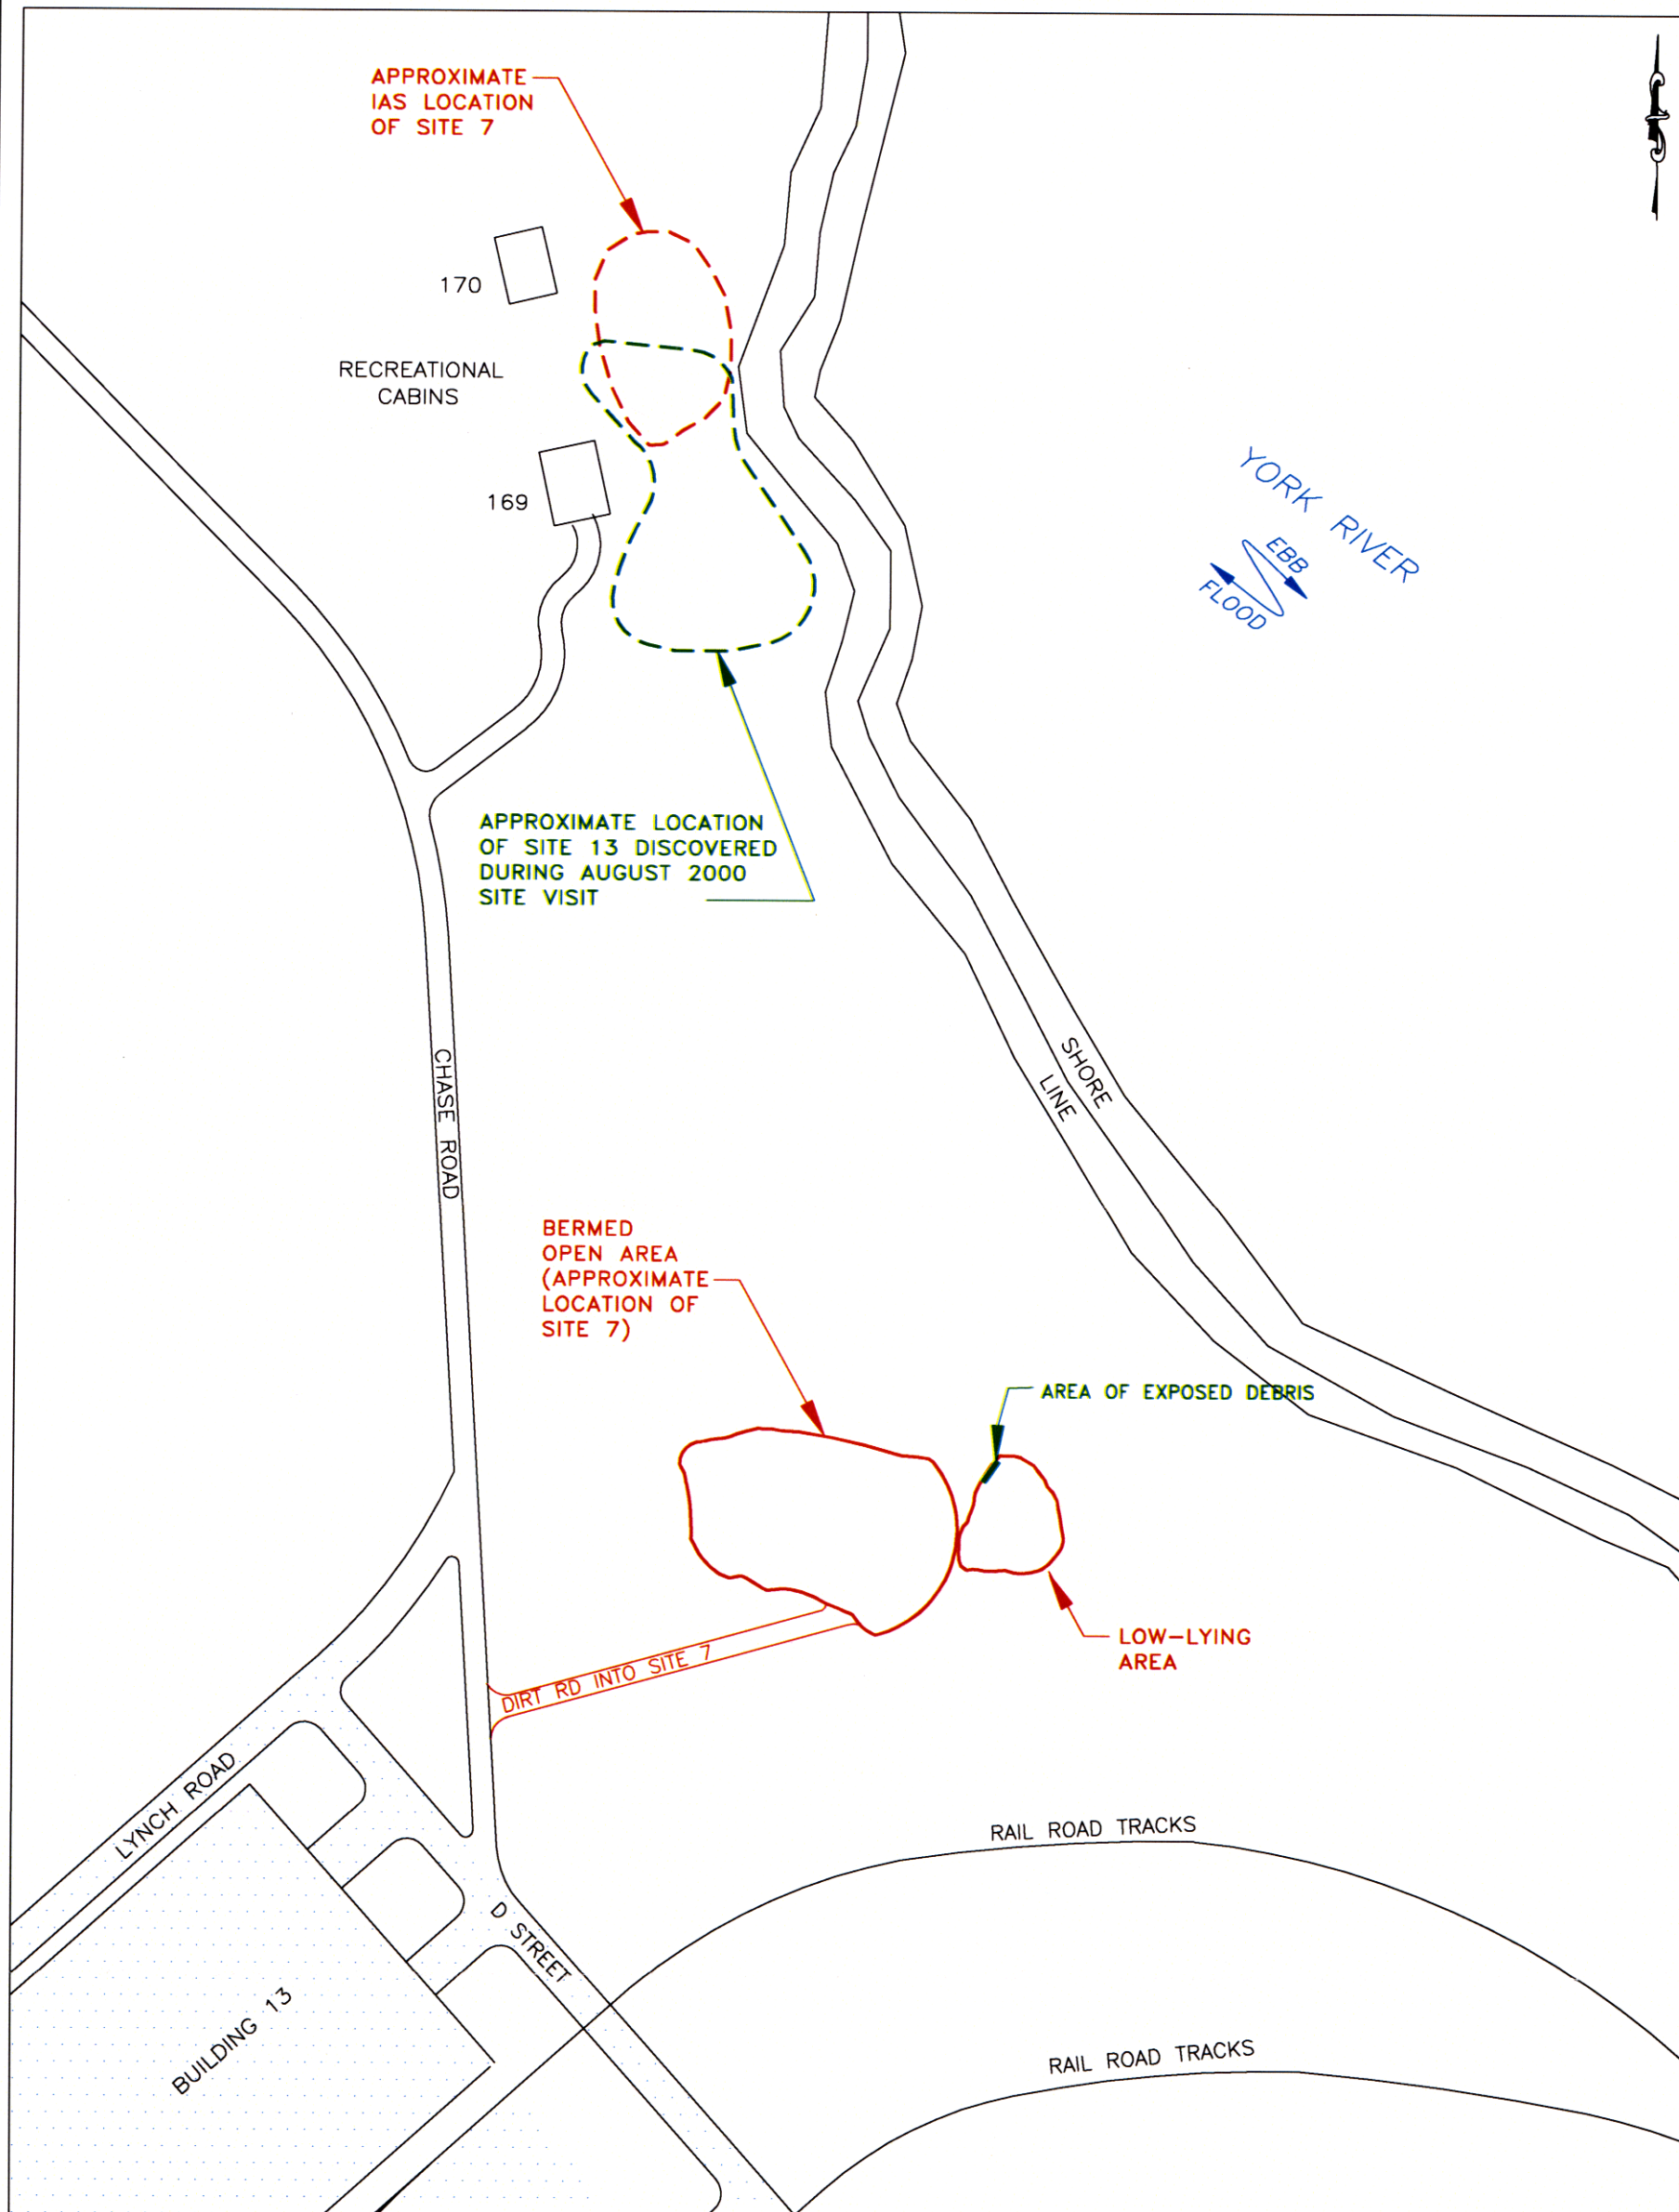 APPROXIMATE
IAS LOCATION
OF SITE 7
170
RECREATIONAL
CABINS
169
YORK RIVER
EBB
FLOOD
APPROXIMATE LOCATION
OF SITE 13 DISCOVERED
DURING AUGUST 2000
SITE VISIT
CHASE ROAD
SHORE
LINE
BERMED
OPEN AREA
(APPROXIMATE
LOCATION OF
SITE 7)
AREA OF EXPOSED DEBRIS
LOW-LYING
AREA
DIRT RD INTO SITE 7
LYNCH ROAD
RAIL ROAD TRACKS
D STREET
BUILDING 13
RAIL ROAD TRACKS